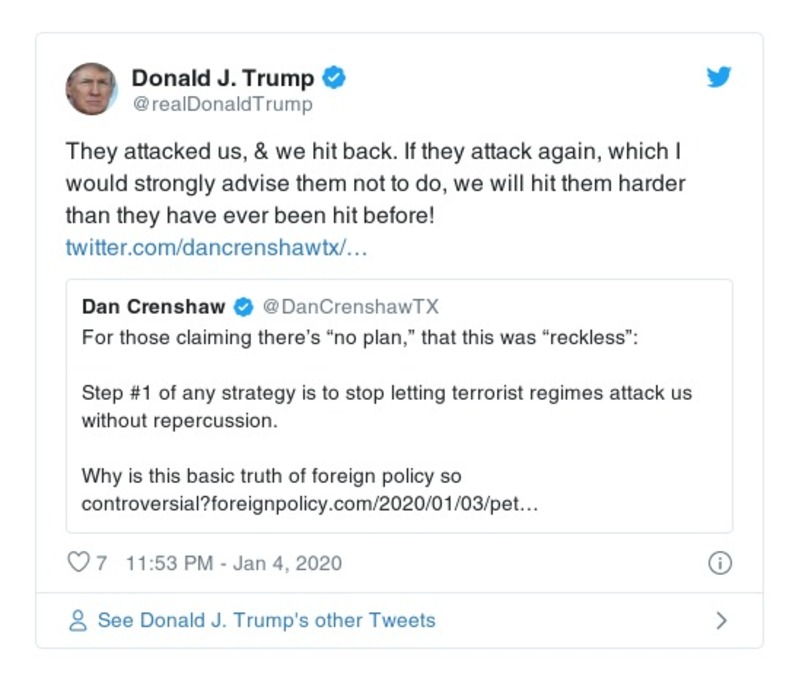 Donald J. Trump
@realDonaldTrump
They attacked us, & we hit back. If they attack again, which I
would strongly advise them not to do, we will hit them harder
than they have ever been hit before!
twitter.com/dancrenshawtx/…
Dan Crenshaw @DanCrenshawTX
For those claiming there’s “no plan,” that this was “reckless”:
Step #1 of any strategy is to stop letting terrorist regimes attack us
without repercussion.
Why is this basic truth of foreign policy so
controversial?foreignpolicy.com/2020/01/03/pet…
7 11:53 PM - Jan 4, 2020
See Donald J. Trump's other Tweets